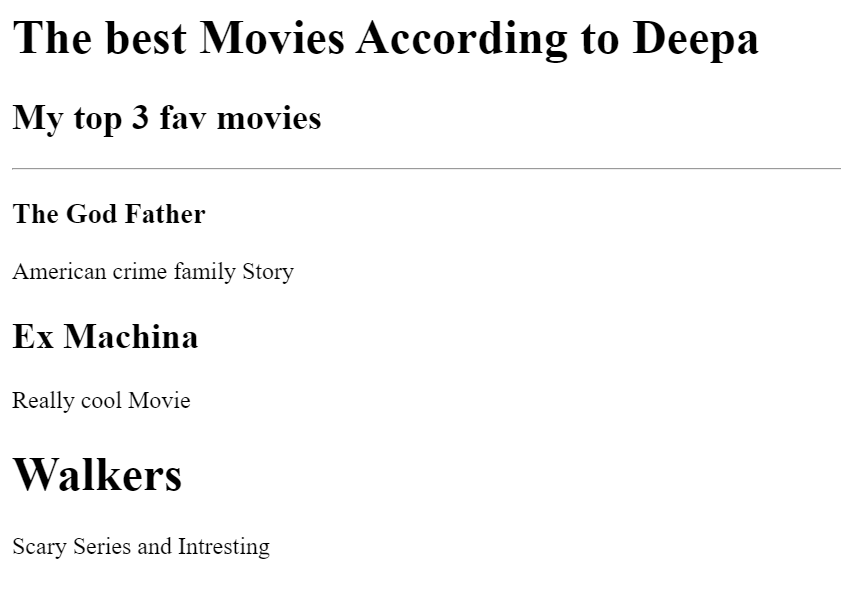 The best Movies According to Deepa
My top 3 fav movies
The God Father
American crime family Story
Ex Machina
Really cool Movie
Walkers
Scary Series and Intresting